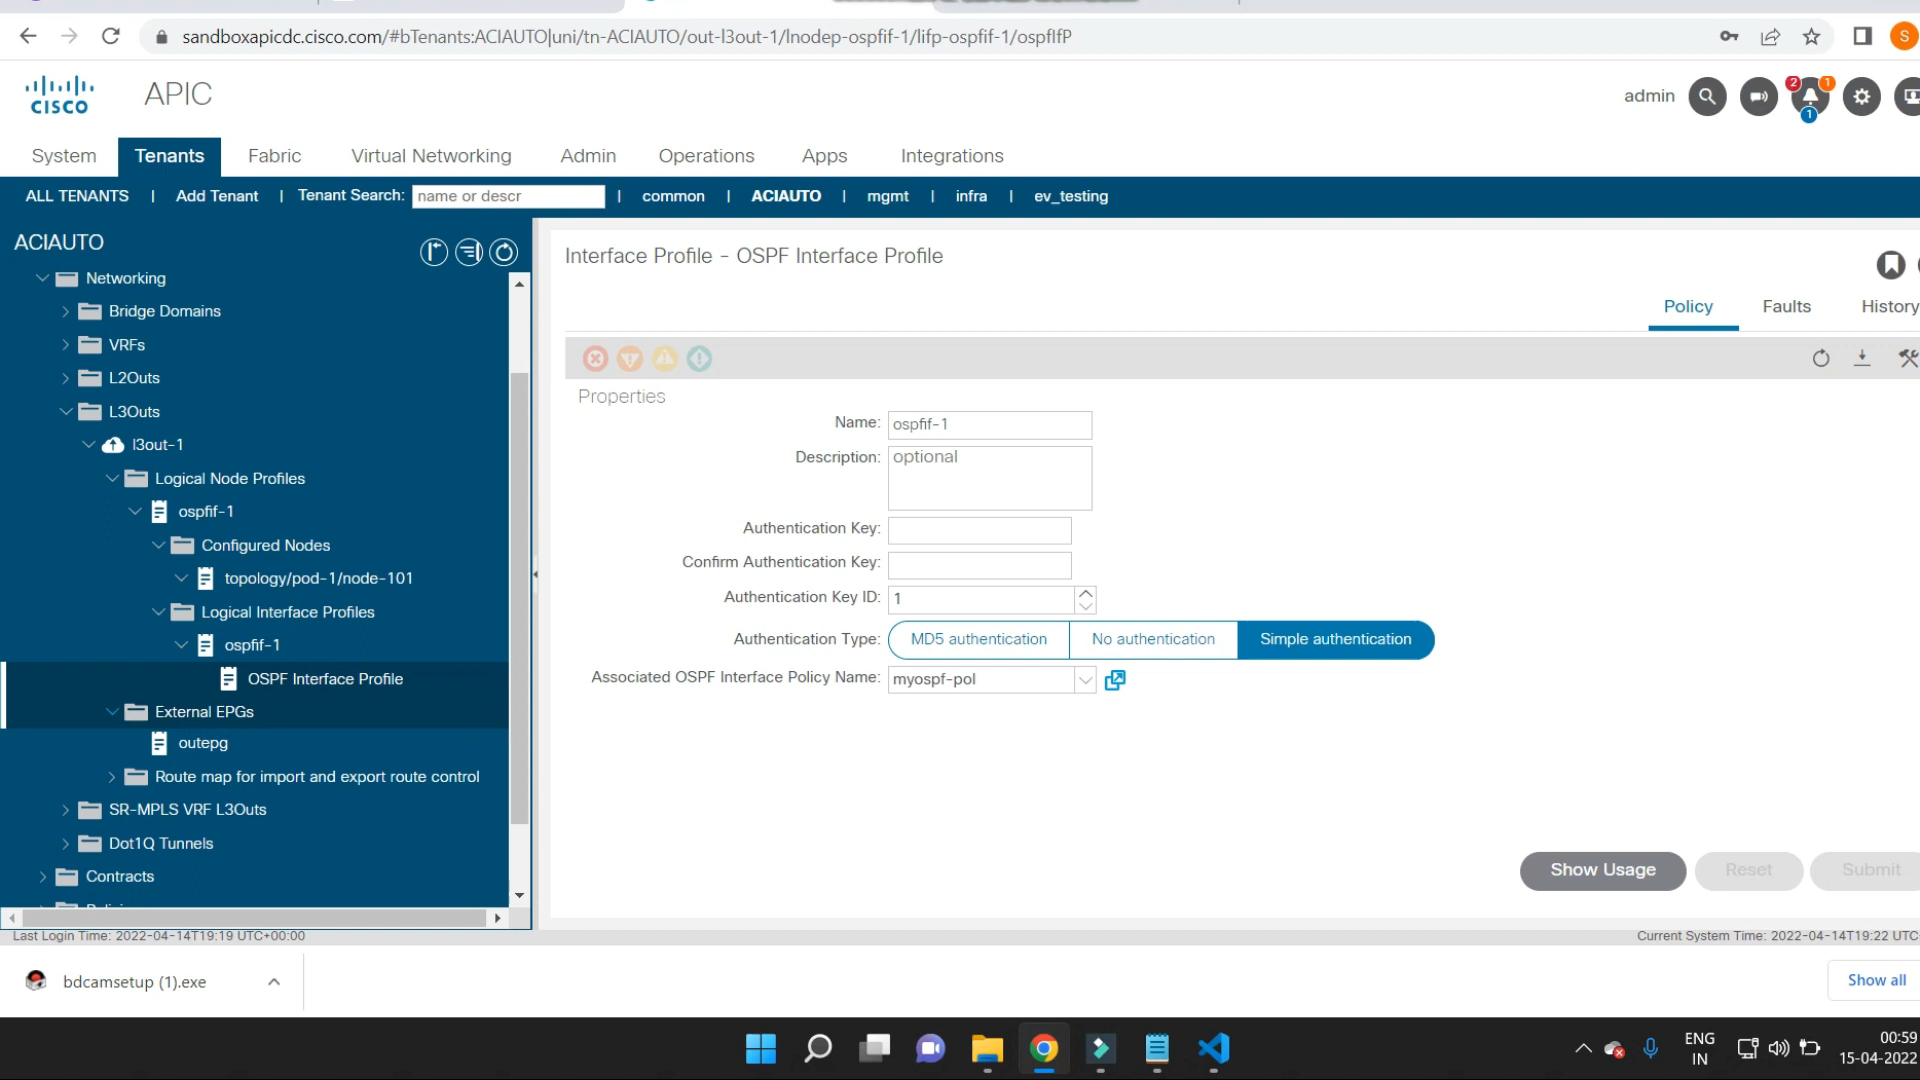 sandboxapicdc.cisco.com/#bTenants:ACIAUTO|uni/tn-ACIAUTO/out-l3out-1/lnodep-ospfif-1/lifp-ospfif-1/ospfIfP
S
CISCO
APIC
admin
2
1
1
System
Tenants
Fabric
Virtual Networking
Admin
Operations
Apps
Integrations
ALL TENANTS | Add Tenant | Tenant Search: name or descr | common | ACIAUTO | mgmt | infra | ev_testing
ACIAUTO
Networking
Bridge Domains
VRFs
L2Outs
L3Outs
l3out-1
Logical Node Profiles
ospfif-1
Configured Nodes
topology/pod-1/node-101
Logical Interface Profiles
ospfif-1
OSPF Interface Profile
External EPGs
outepg
Route map for import and export route control
SR-MPLS VRF L3Outs
Dot1Q Tunnels
Contracts
Interface Profile - OSPF Interface Profile
Policy
Faults
History
Properties
Name: ospfif-1
Description: optional
Authentication Key:
Confirm Authentication Key:
Authentication Key ID: 1
Authentication Type: MD5 authentication No authentication Simple authentication
Associated OSPF Interface Policy Name: myospf-pol
Show Usage
Reset
Submit
Last Login Time: 2022-04-14T19:19 UTC+00:00
Current System Time: 2022-04-14T19:22 UTC
bdcamsetup (1).exe
Show all
ENG
IN
00:59
15-04-2022